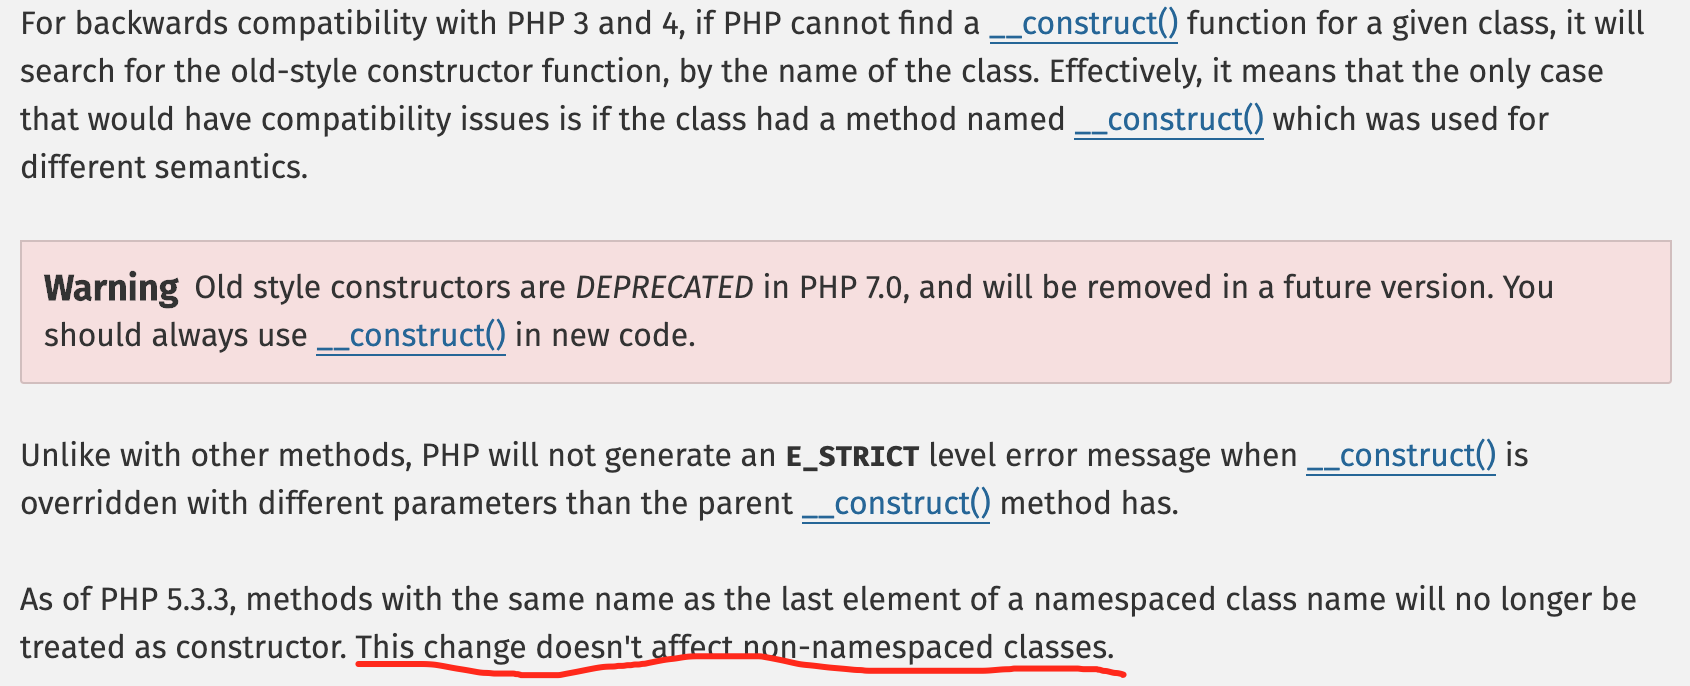 For backwards compatibility with PHP 3 and 4, if PHP cannot find a __construct() function for a given class, it will
search for the old-style constructor function, by the name of the class. Effectively, it means that the only case
that would have compatibility issues is if the class had a method named __construct() which was used for
different semantics.
Warning Old style constructors are DEPRECATED in PHP 7.0, and will be removed in a future version. You
should always use __construct() in new code.
Unlike with other methods, PHP will not generate an E_STRICT level error message when __construct() is
overridden with different parameters than the parent __construct() method has.
As of PHP 5.3.3, methods with the same name as the last element of a namespaced class name will no longer be
treated as constructor. This change doesn't affect non-namespaced classes.